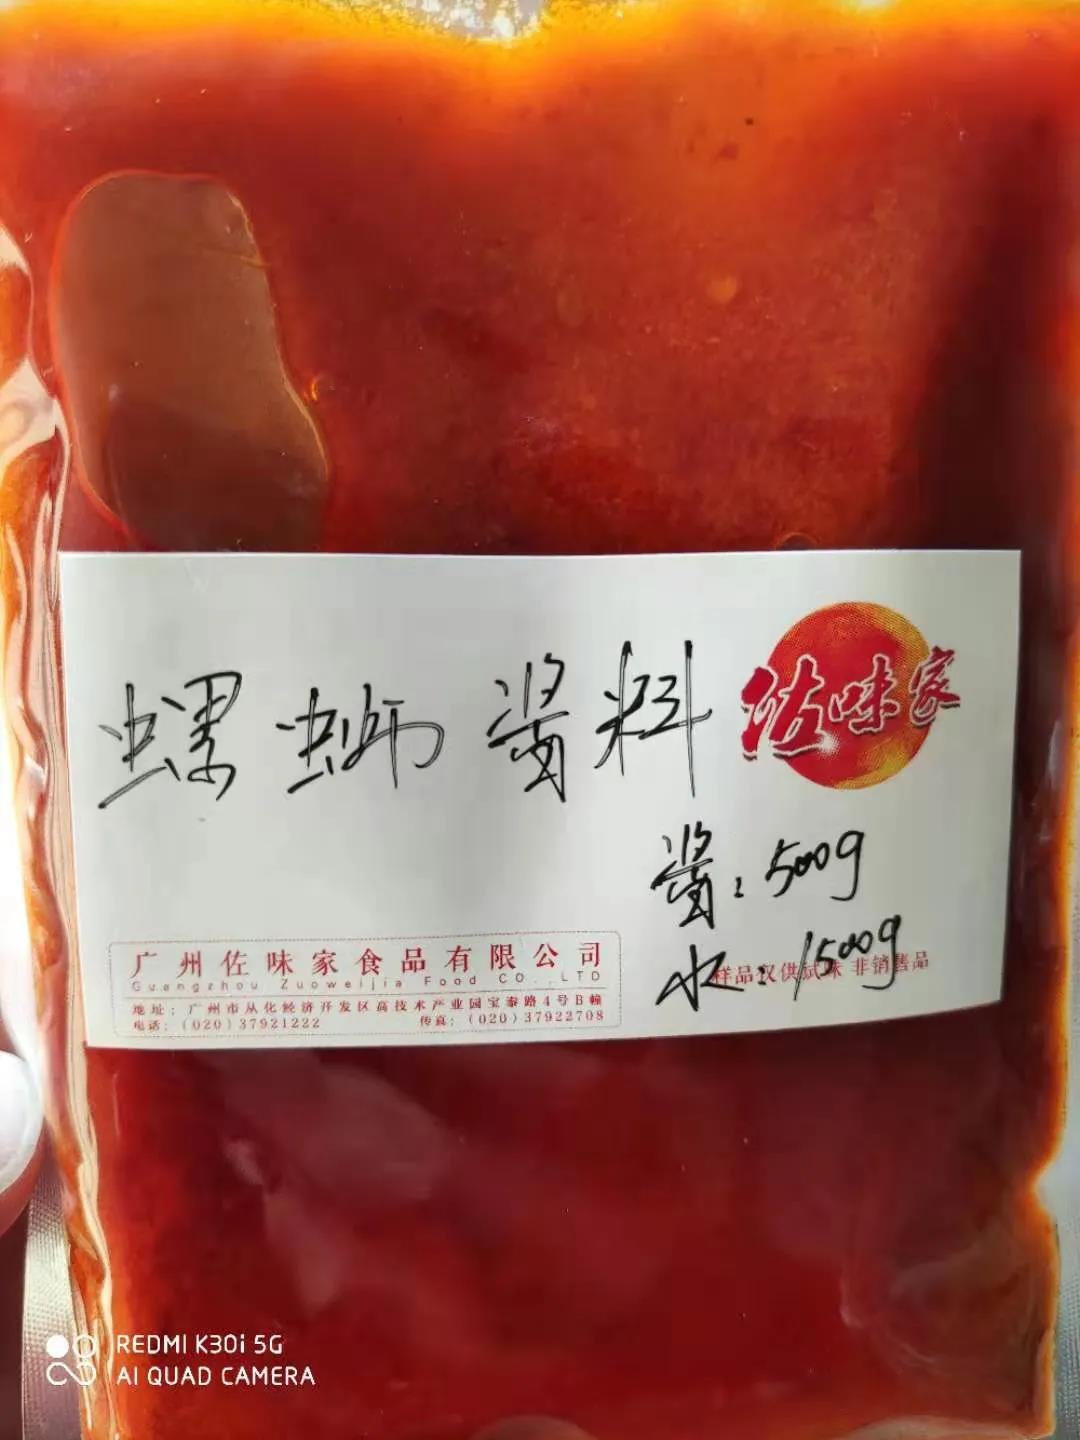 螺蛳酱料
佐味家
酱:500g
水:1500g
样品仅供试味 非销售品
广州佐味家食品有限公司
Guangzhou Zuoweijia Food CO.,LTD
地址:广州市从化经济开发区高技术产业园宝泰路4号B幢
电话:(020)37921222 传真:(020)37922708
REDMI K30i 5G
AI QUAD CAMERA